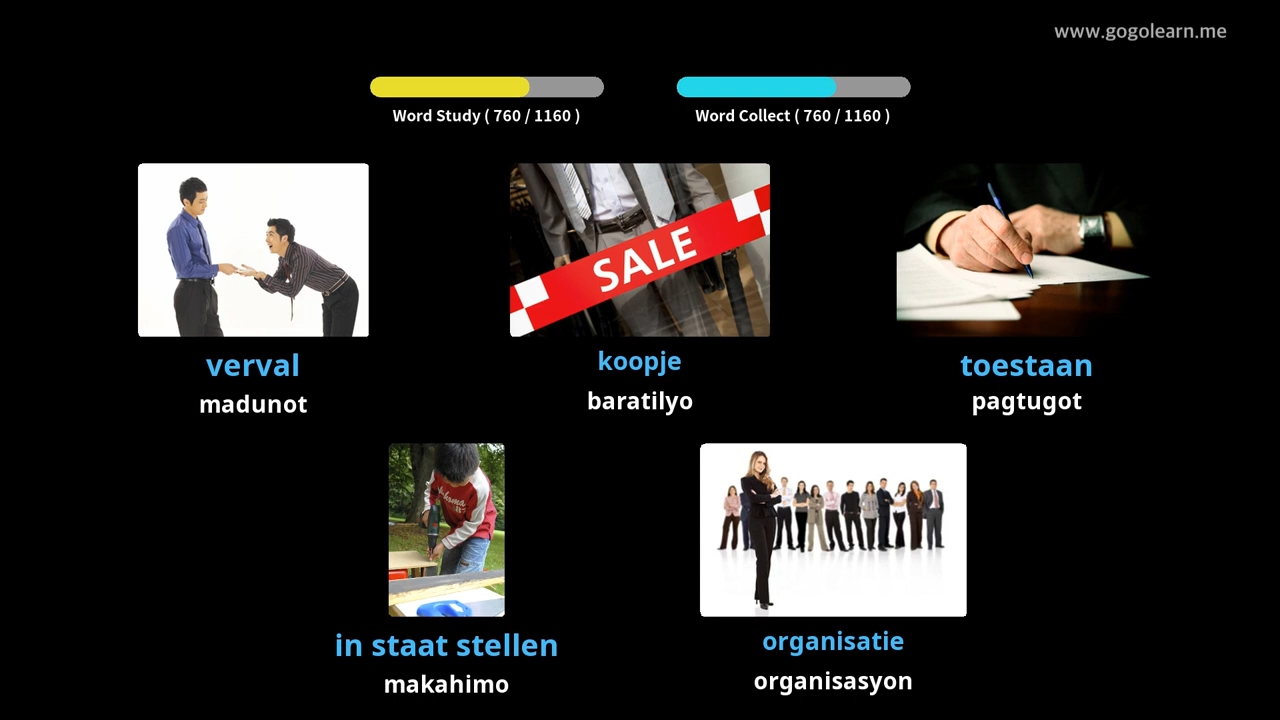 www.gogolearn.me
Word Study ( 760 / 1160 )
Word Collect ( 760 / 1160 )
SALE
verval
madunot
koopje
baratilyo
toestaan
pagtugot
in staat stellen
makahimo
organisatie
organisasyon